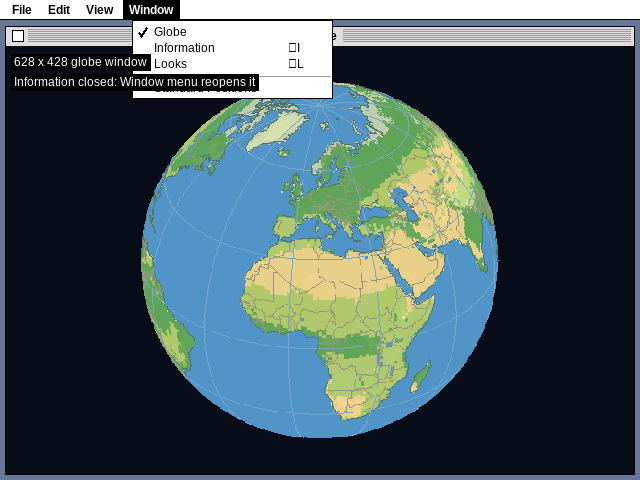 File Edit View Window
Globe
Information I
Looks L
628 x 428 globe window
Information closed: Window menu reopens it